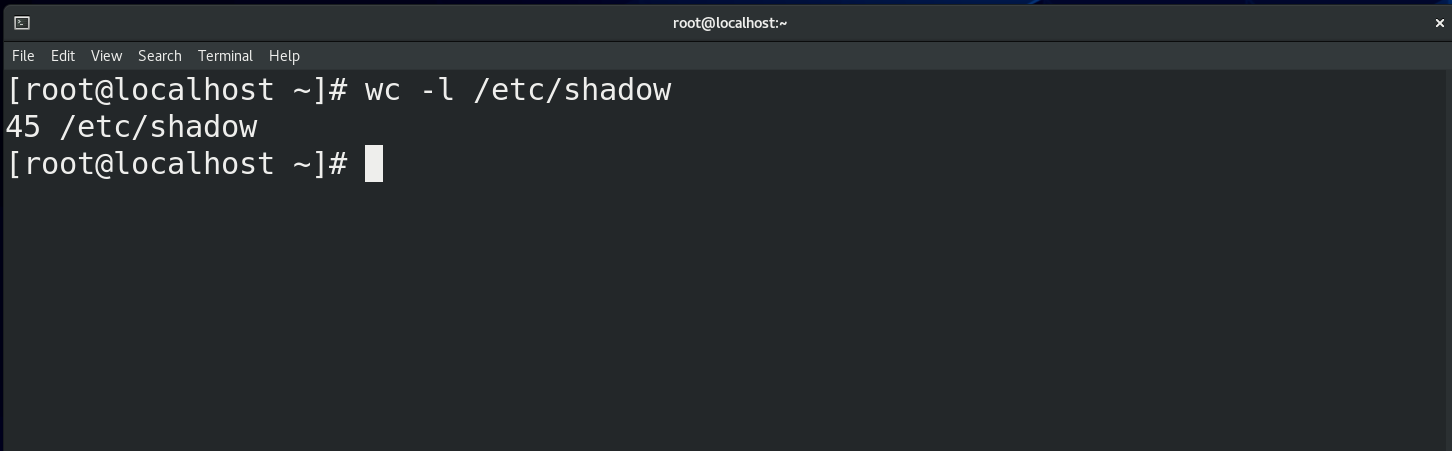 root@localhost:~
File Edit View Search Terminal Help
[root@localhost ~]# wc -l /etc/shadow
45 /etc/shadow
[root@localhost ~]#